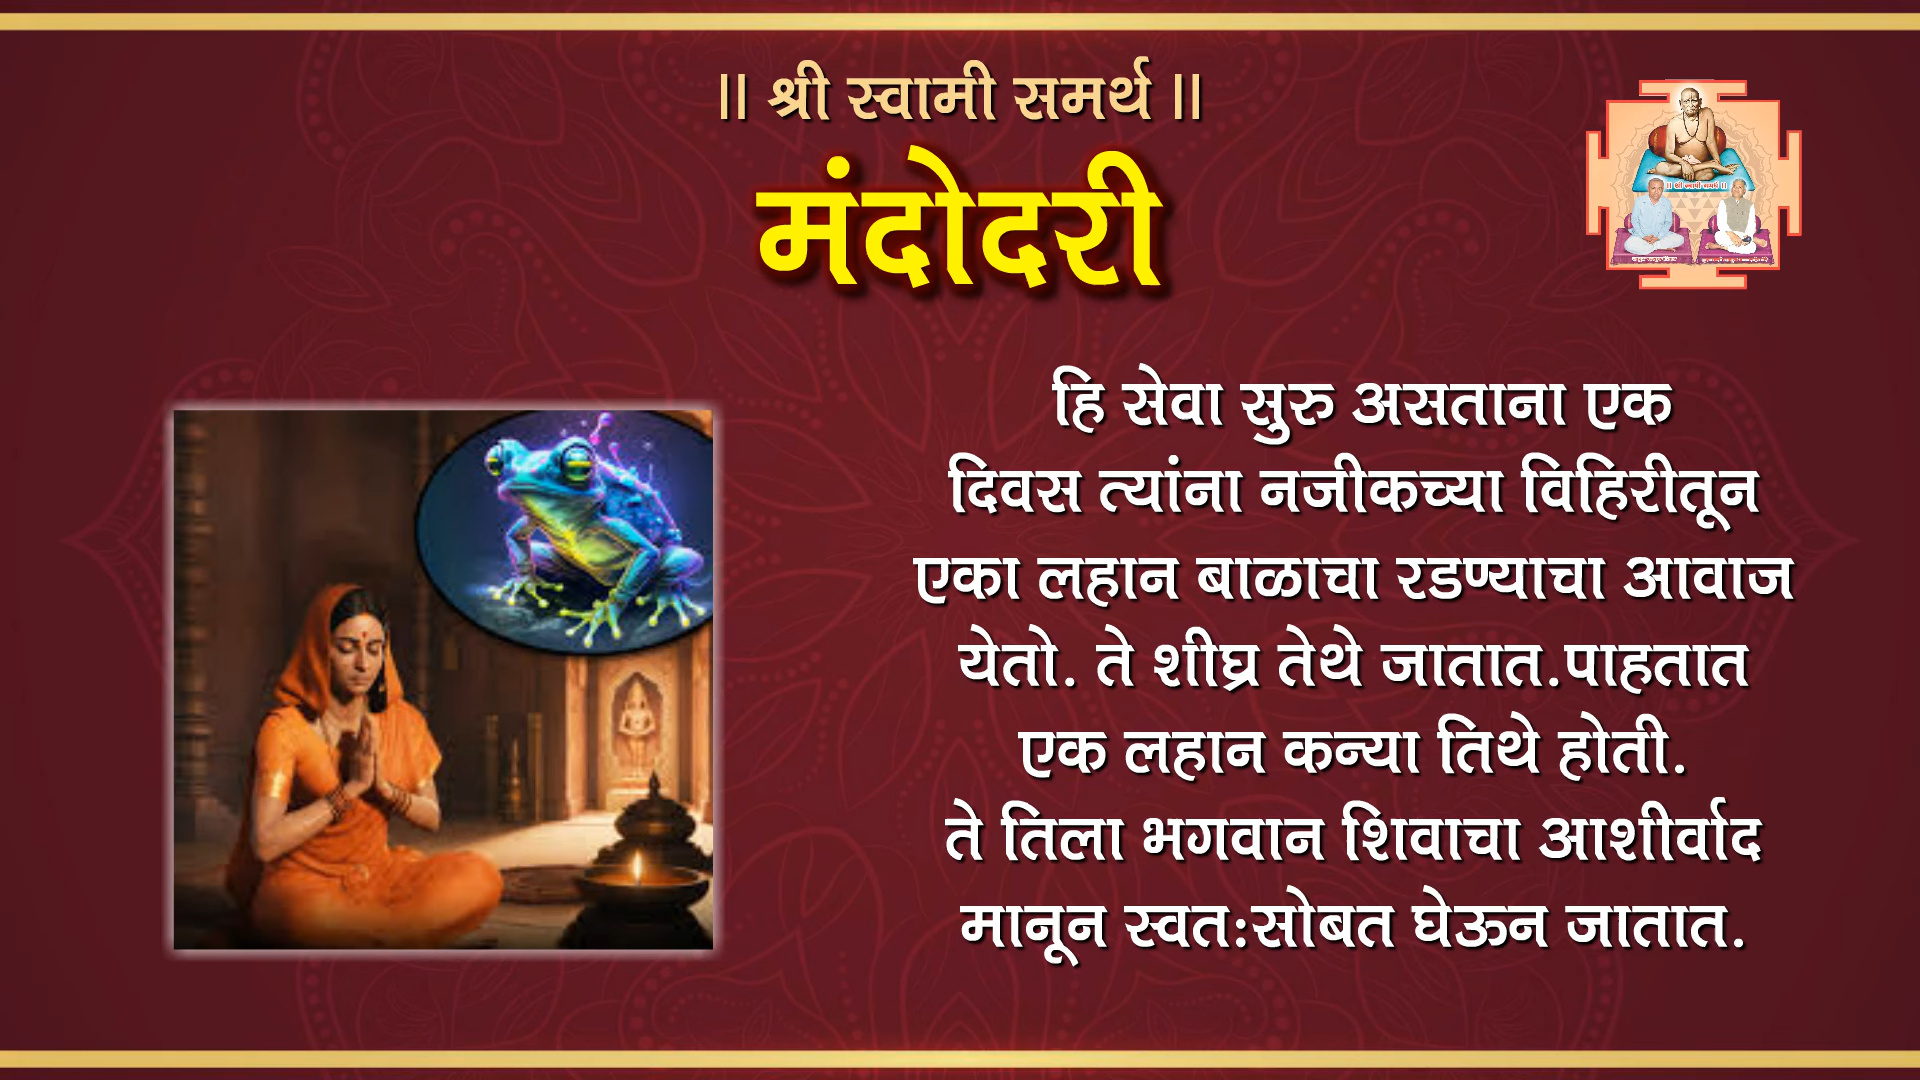 ॥ श्री स्वामी समर्थ ॥
मंदोदरी
॥ श्री स्वामी समर्थ ॥
हि सेवा सुरु असताना एक
दिवस त्यांना नजीकच्या विहिरीतून
एका लहान बाळाचा रडण्याचा आवाज
येतो. ते शीघ्र तेथे जातात.पाहतात
एक लहान कन्या तिथे होती.
ते तिला भगवान शिवाचा आशीर्वाद
मानून स्वतःसोबत घेऊन जातात.